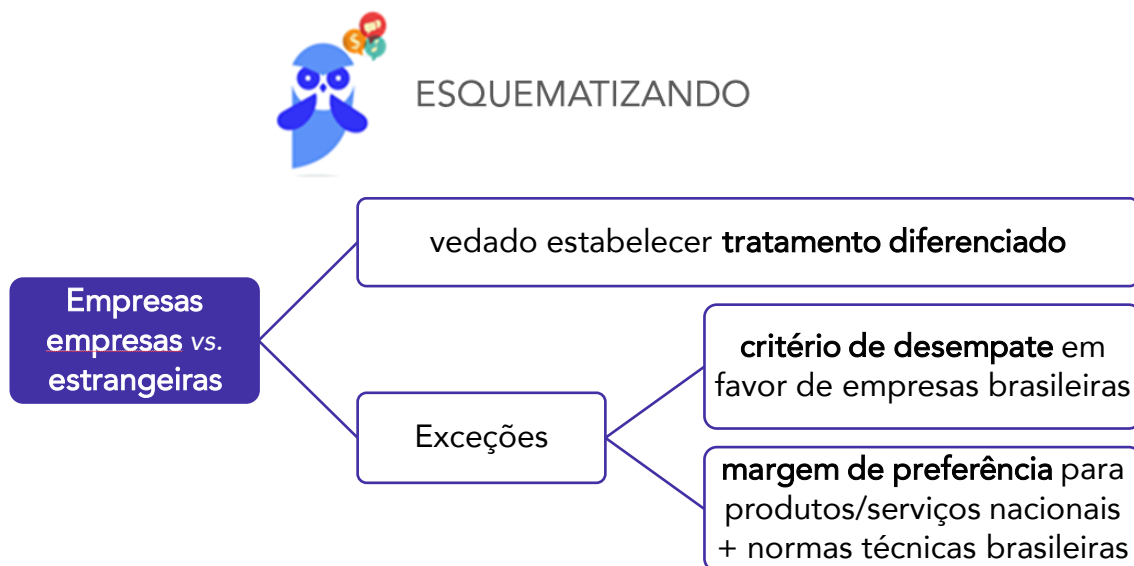 ESQUEMATIZANDO
vedado estabelecer tratamento diferenciado
Empresas
empresas vs.
estrangeiras
critério de desempate em
favor de empresas brasileiras
Exceções
margem de preferência para
produtos/serviços nacionais
+ normas técnicas brasileiras